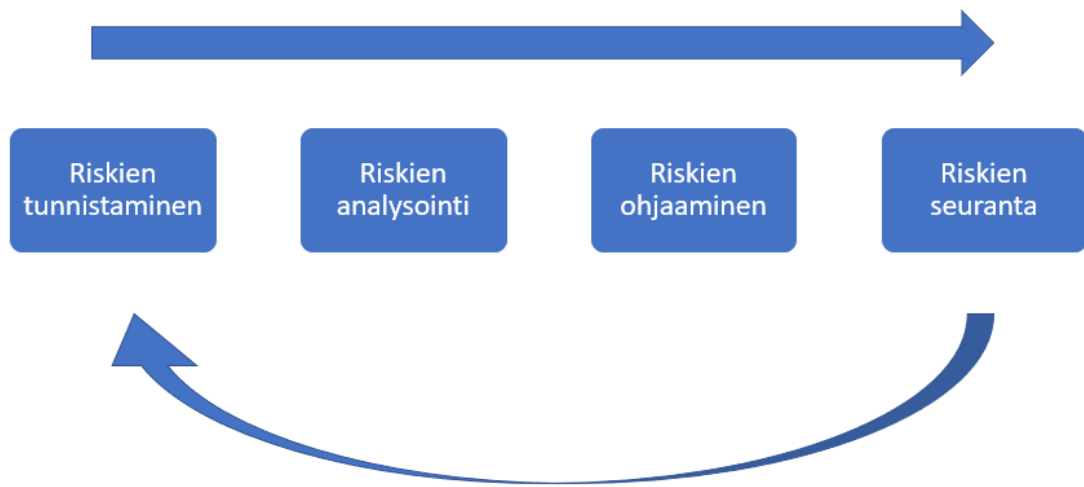 Riskien
tunnistaminen
Riskien
analysointi
Riskien
ohjaaminen
Riskien
seuranta